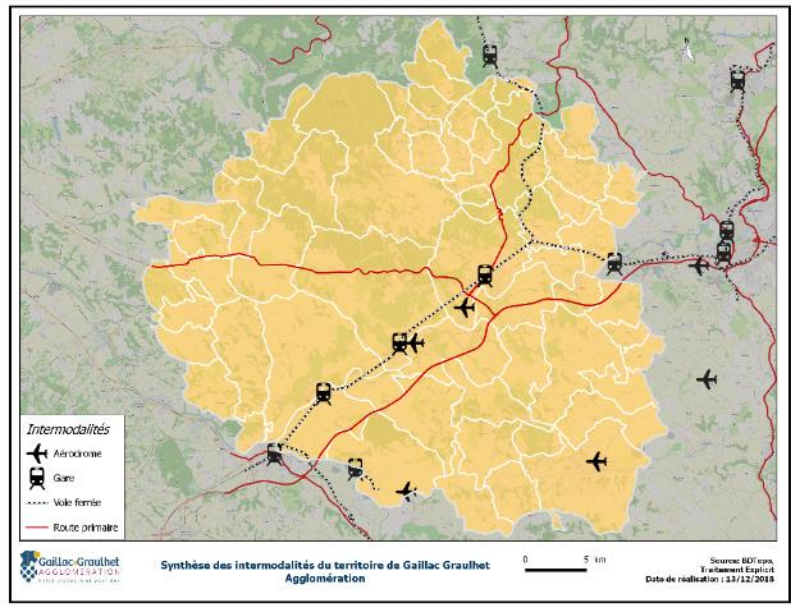 N
Intermodalités
Aérodrome
Gare
Voie ferrée
Route primaire
Gaillac•Graulhet
AGGLOMÉRATION
Synthèse des intermodalités du territoire de Gaillac Graulhet
Agglomération
0 5 km
Source: BDTopo,
Traitement Explicit
Date de réalisation : 13/12/2018